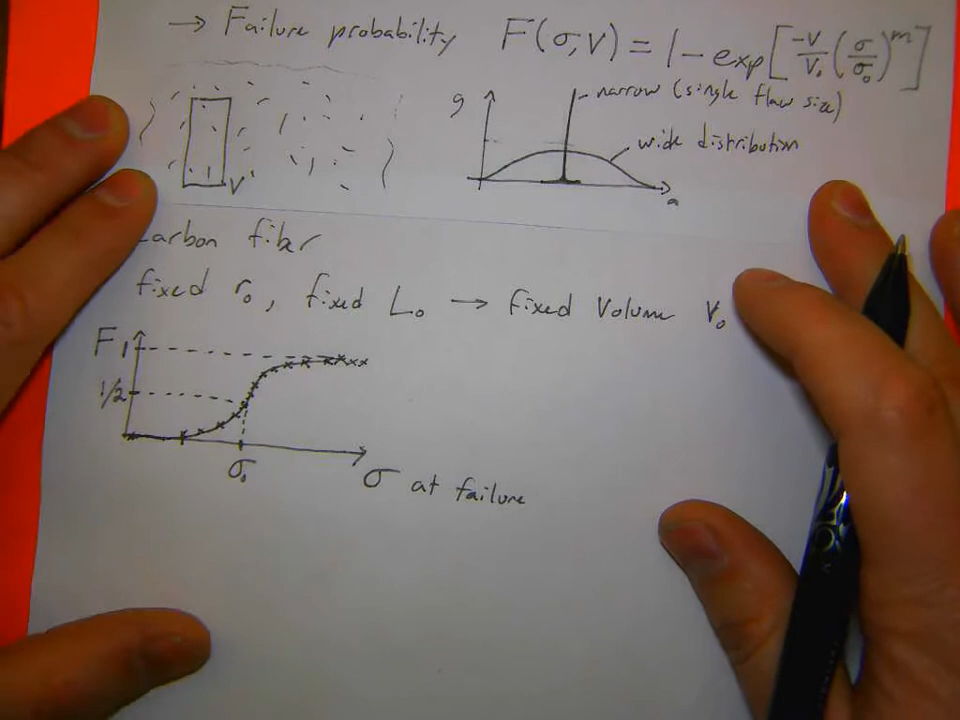 → Failure probability F(σ,V) = 1 - exp[-V/V₀ (σ/σ₀)^m]
g narrow (single flaw size)
wide distribution
V a
Carbon fiber
fixed r₀, fixed L₀ → fixed Volume V₀
F 1
1/2
σ₀ σ at failure